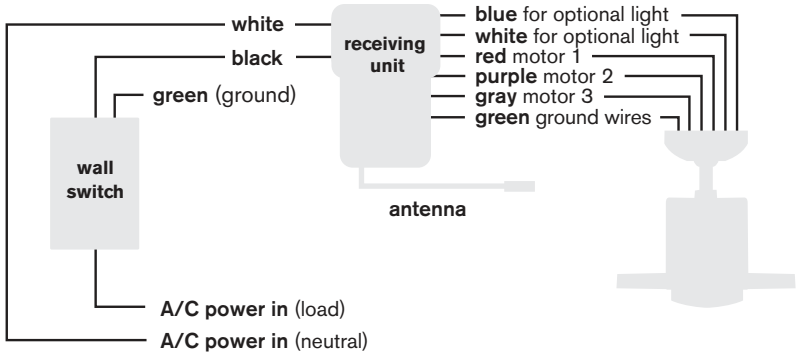 white
black
green (ground)
wall
switch
A/C power in (load)
A/C power in (neutral)
receiving
unit
antenna
blue for optional light
white for optional light
red motor 1
purple motor 2
gray motor 3
green ground wires